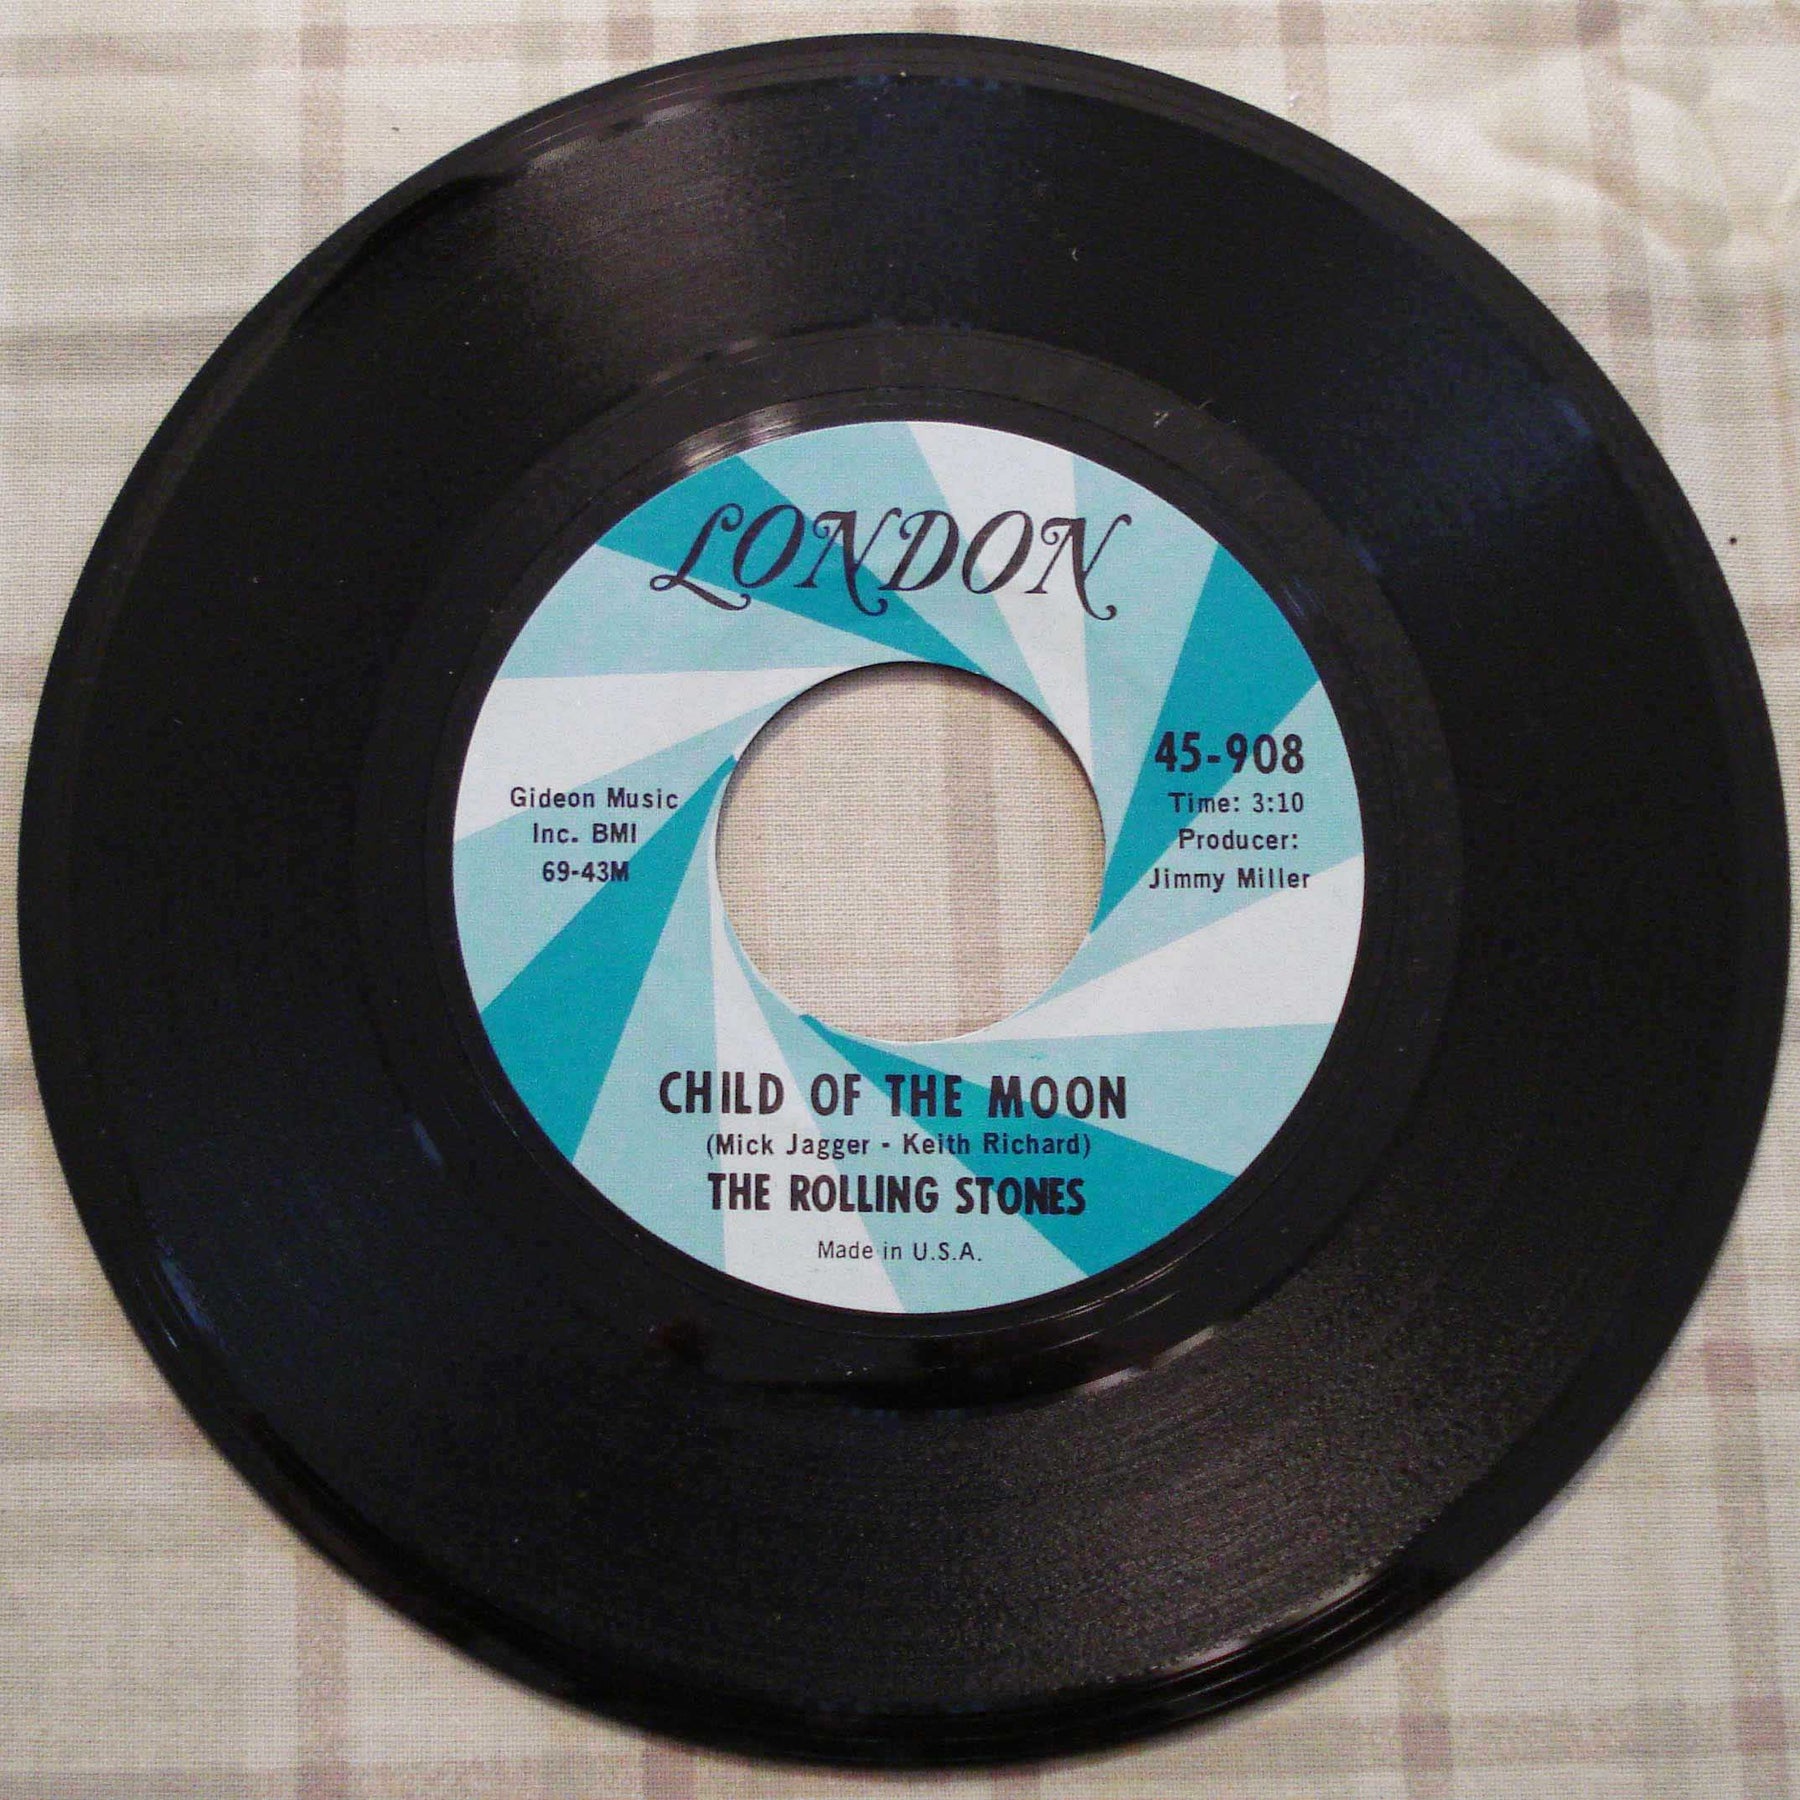 LONDON
Gideon Music
Inc. BMI
69-43M
45-908
Time: 3:10
Producer:
Jimmy Miller
CHILD OF THE MOON
(Mick Jagger - Keith Richard)
THE ROLLING STONES
Made in U.S.A.